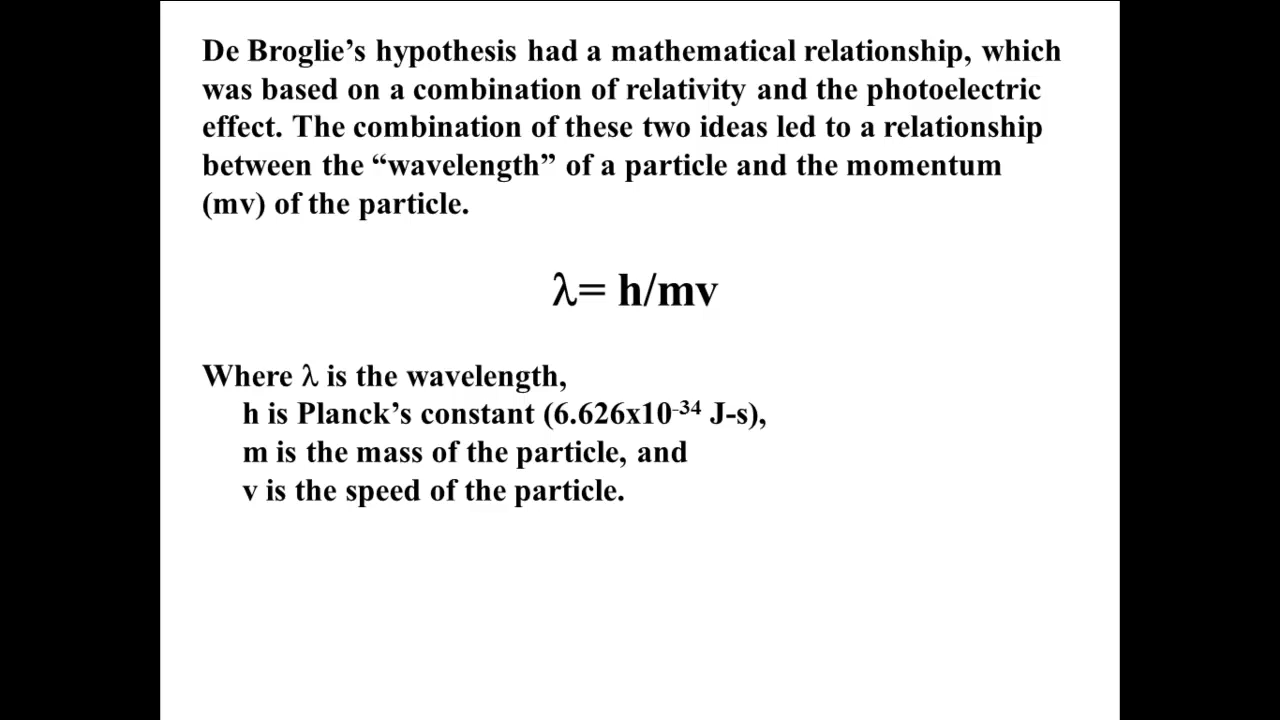 De Broglie’s hypothesis had a mathematical relationship, which
was based on a combination of relativity and the photoelectric
effect. The combination of these two ideas led to a relationship
between the “wavelength” of a particle and the momentum
(mv) of the particle.
λ= h/mv
Where λ is the wavelength,
h is Planck’s constant (6.626x10⁻³⁴ J-s),
m is the mass of the particle, and
v is the speed of the particle.